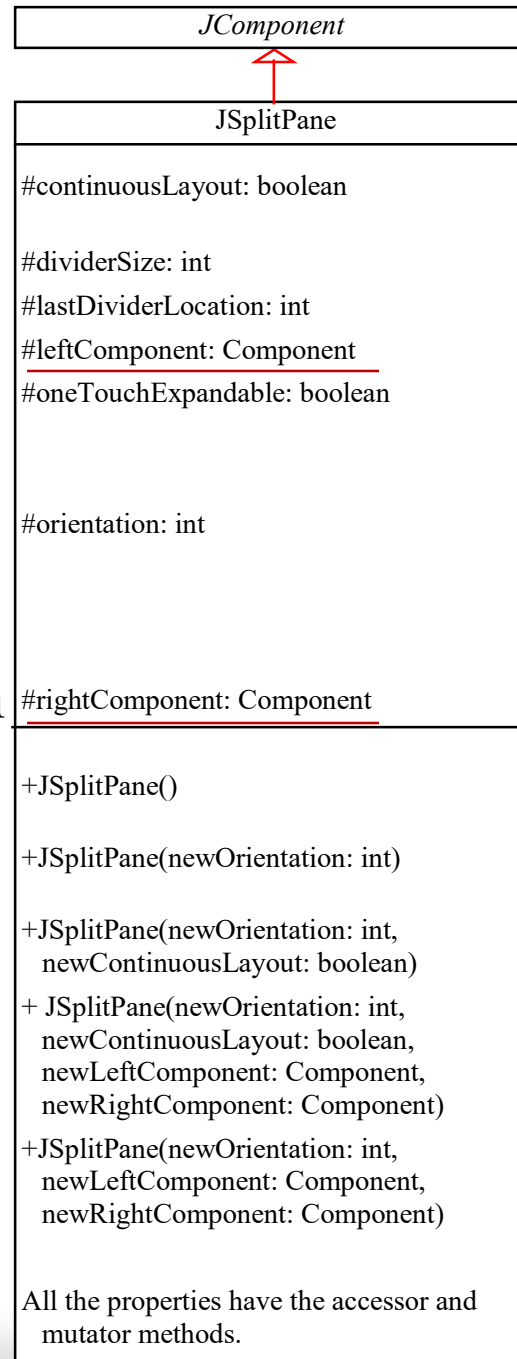 JComponent
JSplitPane
#continuousLayout: boolean
#dividerSize: int
#lastDividerLocation: int
#leftComponent: Component
#oneTouchExpandable: boolean
#orientation: int
#rightComponent: Component
+JSplitPane()
+JSplitPane(newOrientation: int)
+JSplitPane(newOrientation: int,
newContinuousLayout: boolean)
+ JSplitPane(newOrientation: int,
newContinuousLayout: boolean,
newLeftComponent: Component,
newRightComponent: Component)
+JSplitPane(newOrientation: int,
newLeftComponent: Component,
newRightComponent: Component)
All the properties have the accessor and
mutator methods.